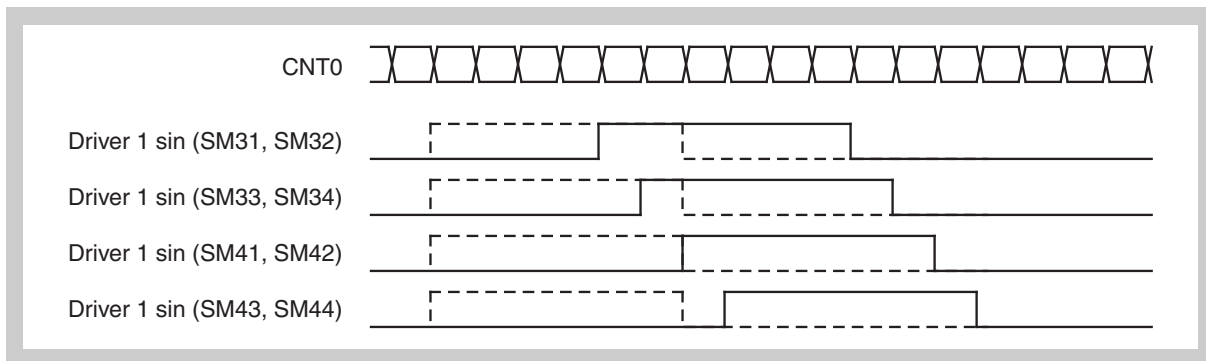 CNT0
Driver 1 sin (SM31, SM32)
Driver 1 sin (SM33, SM34)
Driver 1 sin (SM41, SM42)
Driver 1 sin (SM43, SM44)